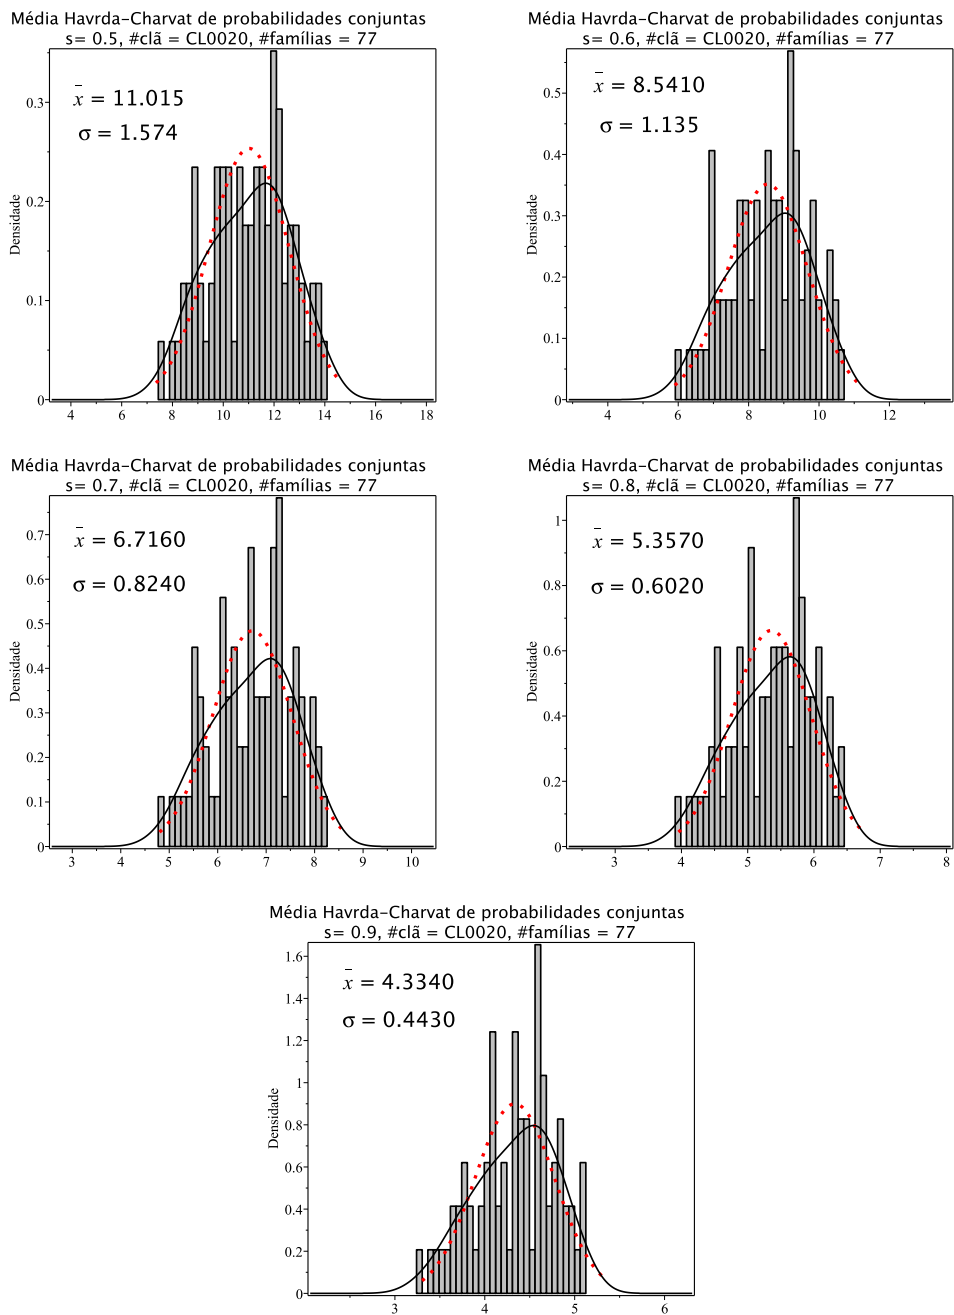 Média Havrda-Charvat de probabilidades conjuntas
s= 0.5, #clã = CL0020, #famílias = 77
x̄ = 11.015
σ = 1.574
Densidade
0.3
0.2
0.1
0
4 6 8 10 12 14 16 18
Média Havrda-Charvat de probabilidades conjuntas
s= 0.6, #clã = CL0020, #famílias = 77
x̄ = 8.5410
σ = 1.135
Densidade
0.5
0.4
0.3
0.2
0.1
0
4 6 8 10 12
Média Havrda-Charvat de probabilidades conjuntas
s= 0.7, #clã = CL0020, #famílias = 77
x̄ = 6.7160
σ = 0.8240
Densidade
0.7
0.6
0.5
0.4
0.3
0.2
0.1
0
3 4 5 6 7 8 9 10
Média Havrda-Charvat de probabilidades conjuntas
s= 0.8, #clã = CL0020, #famílias = 77
x̄ = 5.3570
σ = 0.6020
Densidade
1
0.8
0.6
0.4
0.2
0
3 4 5 6 7 8
Média Havrda-Charvat de probabilidades conjuntas
s= 0.9, #clã = CL0020, #famílias = 77
x̄ = 4.3340
σ = 0.4430
Densidade
1.6
1.4
1.2
1
0.8
0.6
0.4
0.2
0
3 4 5 6